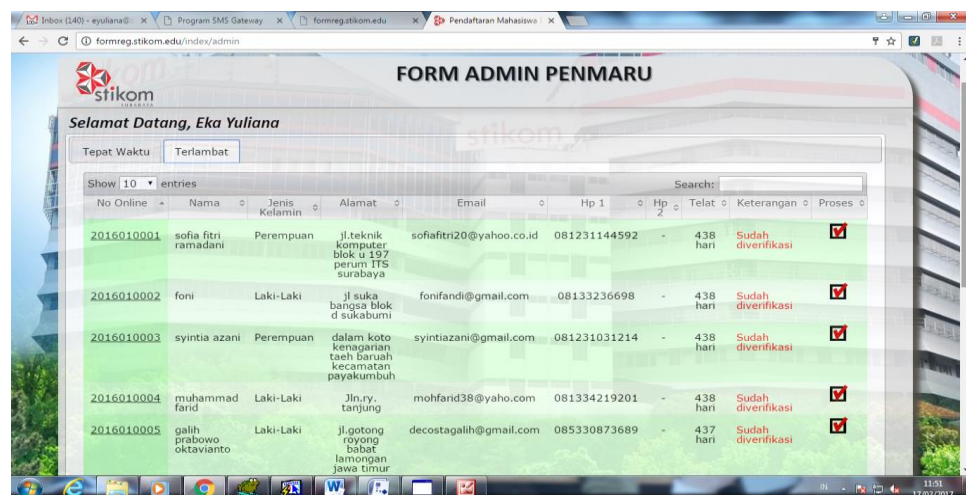 Inbox (140) - eyuliana@s
Program SMS Gateway
formreg.stikom.edu
Pendaftaran Mahasiswa
formreg.stikom.edu/index/admin
stikom
SURABAYA
FORM ADMIN PENMARU
Selamat Datang, Eka Yuliana
Tepat Waktu Terlambat
Show 10 entries Search:
No Online Nama Jenis Kelamin Alamat Email Hp 1 Hp 2 Telat Keterangan Proses
2016010001 sofia fitri perempuan jl.teknik sofiafitri20@yahoo.co.id 081231144592 - 438 Sudah
ramadani komputer hari diverifikasi
blok u 197
perum ITS
surabaya
2016010002 foni Laki-Laki jl suka fonifandi@gmail.com 08133236698 - 438 Sudah
bangsa blok hari diverifikasi
d sukabumi
2016010003 syintia azani Perempuan dalam koto syintiazani@gmail.com 081231031214 - 438 Sudah
kenagarian hari diverifikasi
taeh baruah
kecamatan
payakumbuh
2016010004 muhammad Laki-Laki Jln.ry. mohfarid38@yaho.com 081334219201 - 438 Sudah
farid tanjung hari diverifikasi
2016010005 galih Laki-Laki jl.gotong decostagalih@gmail.com 085330873689 - 437 Sudah
prabowo royong hari diverifikasi
oktavianto babat
lamongan
jawa timur
IN 11:51
17/02/2017